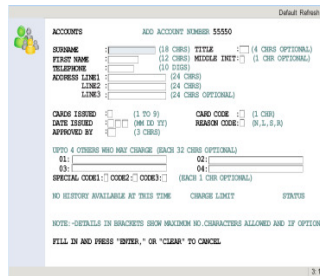 Default Refresh
ACCOUNTS ADD ACCOUNT NUMBER 55550
SURNAME : (18 CHRS) TITLE : (4 CHRS OPTIONAL)
FIRST NAME : (12 CHRS) MIDDLE INIT: (1 CHR OPTIONAL)
TELEPHONE : (10 DIGS)
ADDRESS LINE1 : (24 CHRS)
LINE2 : (24 CHRS)
LINE3 : (24 CHRS OPTIONAL)
CARDS ISSUED : (1 TO 9) CARD CODE : (1 CHR)
DATE ISSUED : (MM DD YY) REASON CODE: (N,L,S,R)
APPROVED BY : (3 CHRS)
UPTO 4 OTHERS WHO MAY CHARGE (EACH 32 CHRS OPTIONAL)
01: 02:
03: 04:
SPECIAL CODE1: CODE2: CODE3: (EACH 1 CHR OPTIONAL)
NO HISTORY AVAILABLE AT THIS TIME CHARGE LIMIT STATUS
NOTE:-DETAILS IN BRACKETS SHOW MAXIMUM NO.CHARACTERS ALLOWED AND IF OPTION
FILL IN AND PRESS "ENTER," OR "CLEAR" TO CANCEL